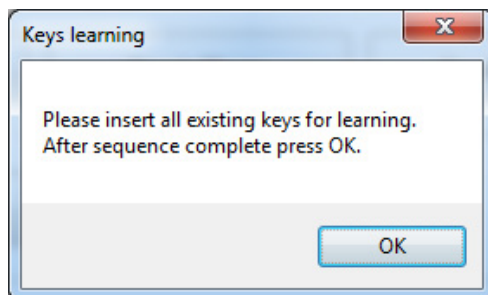 Keys learning
Please insert all existing keys for learning.
After sequence complete press OK.
OK